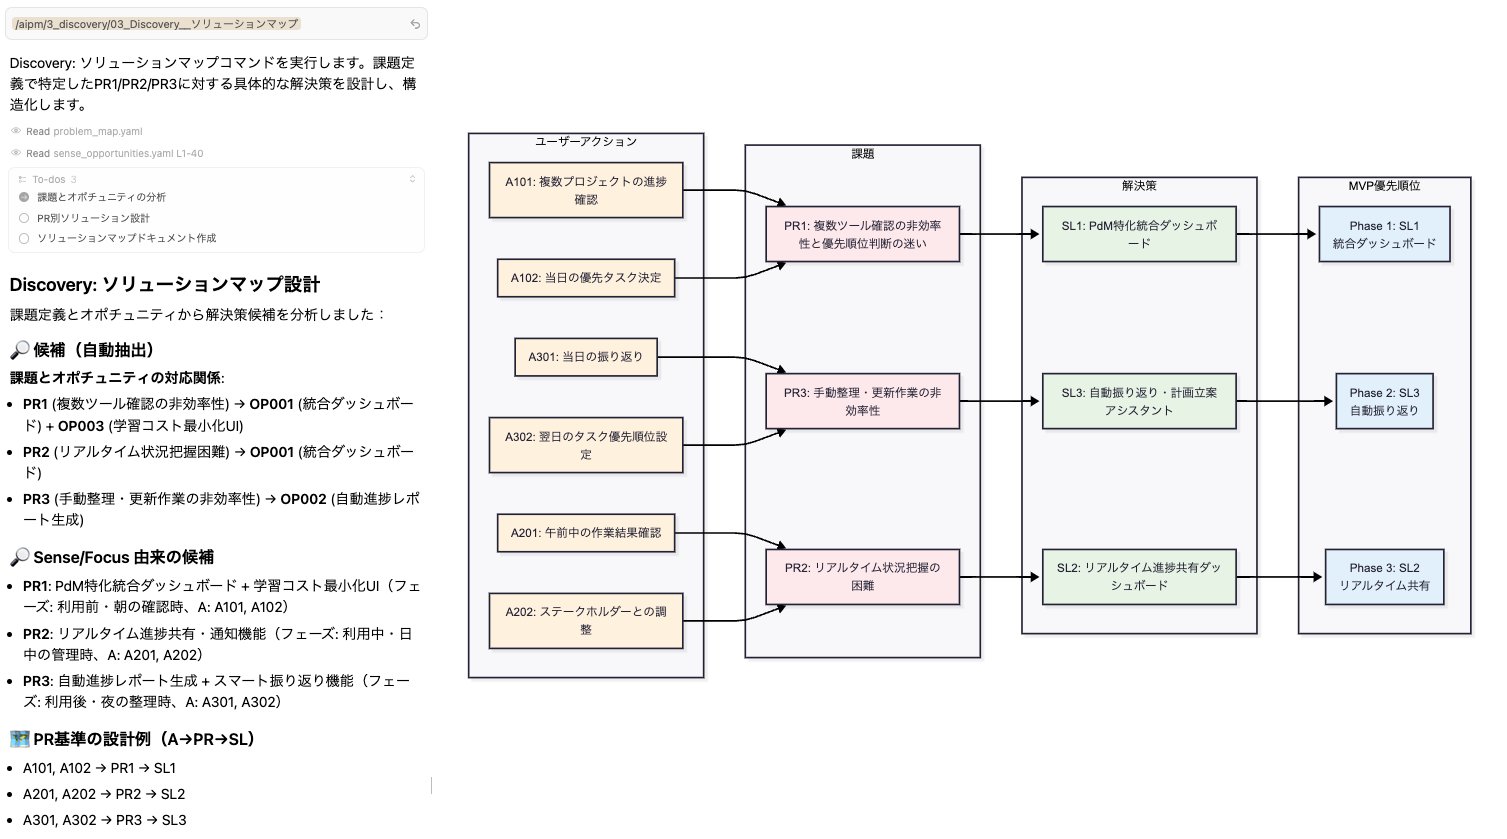 /aipm/3_discovery/03_Discovery__ソリューションマップ
Discovery: ソリューションマップコマンドを実行します。課題定
義で特定したPR1/PR2/PR3に対する具体的な解決策を設計し、構
造化します。
Read problem_map.yaml
Read sense_opportunities.yaml L1-40
To-dos 3
課題とオポチュニティの分析
PR別ソリューション設計
ソリューションマップドキュメント作成
Discovery: ソリューションマップ設計
課題定義とオポチュニティから解決策候補を分析しました：
🔎 候補（自動抽出）
課題とオポチュニティの対応関係:
• PR1 (複数ツール確認の非効率性) → OP001 (統合ダッシュボー
ド) + OP003 (学習コスト最小化UI)
• PR2 (リアルタイム状況把握困難) → OP001 (統合ダッシュボー
ド)
• PR3 (手動整理・更新作業の非効率性) → OP002 (自動進捗レポ
ート生成)
🔎 Sense/Focus 由来の候補
• PR1: PdM特化統合ダッシュボード + 学習コスト最小化UI（フェ
ーズ: 利用前・朝の確認時、A: A101, A102）
• PR2: リアルタイム進捗共有・通知機能（フェーズ: 利用中・日
中の管理時、A: A201, A202）
• PR3: 自動進捗レポート生成 + スマート振り返り機能（フェー
ズ: 利用後・夜の整理時、A: A301, A302）
🗺️ PR基準の設計例（A→PR→SL）
• A101, A102 → PR1 → SL1
• A201, A202 → PR2 → SL2
• A301, A302 → PR3 → SL3
ユーザーアクション
A101: 複数プロジェクトの進捗
確認
A102: 当日の優先タスク決定
A301: 当日の振り返り
A302: 翌日のタスク優先順位設
定
A201: 午前中の作業結果確認
A202: ステークホルダーとの調
整
課題
PR1: 複数ツール確認の非効率
性と優先順位判断の迷い
PR3: 手動整理・更新作業の非
効率性
PR2: リアルタイム状況把握の
困難
解決策
SL1: PdM特化統合ダッシュボ
ード
SL3: 自動振り返り・計画立案
アシスタント
SL2: リアルタイム進捗共有ダッ
シュボード
MVP優先順位
Phase 1: SL1
統合ダッシュボード
Phase 2: SL3
自動振り返り
Phase 3: SL2
リアルタイム共有